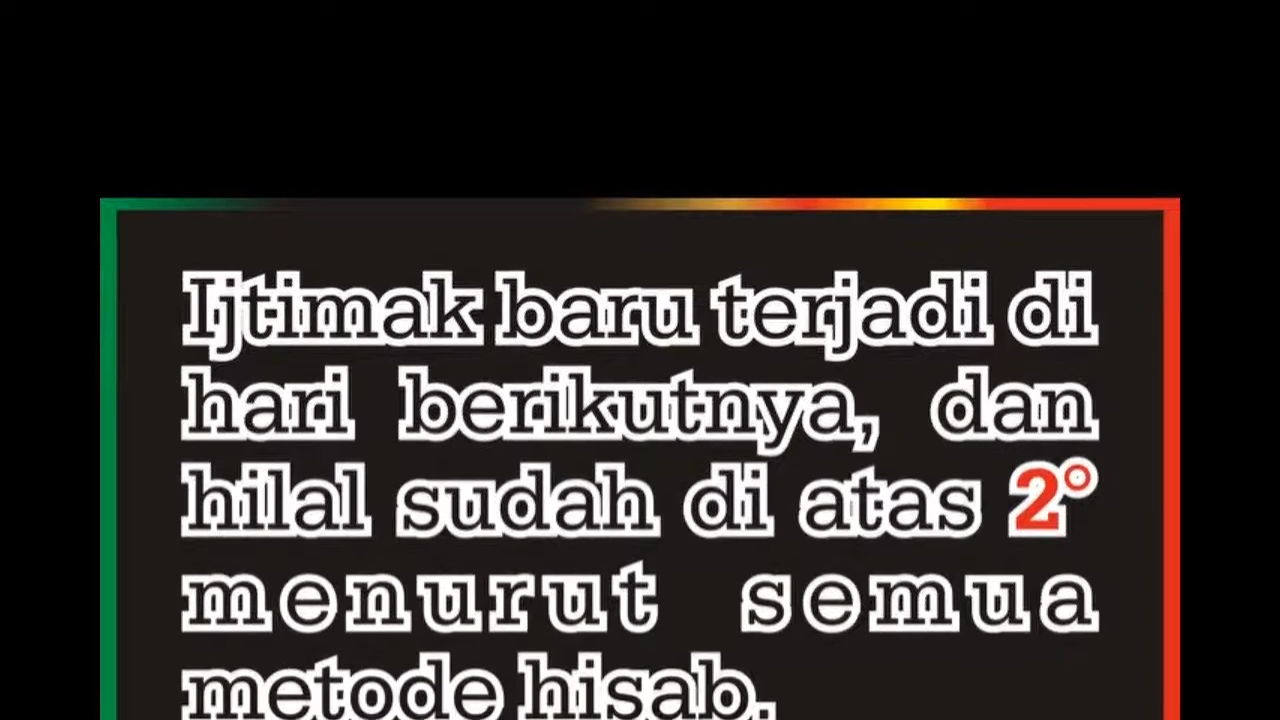 Ijtimak baru terjadi di
hari berikutnya, dan
hilal sudah di atas 2°
menurut semua
metode hisab.